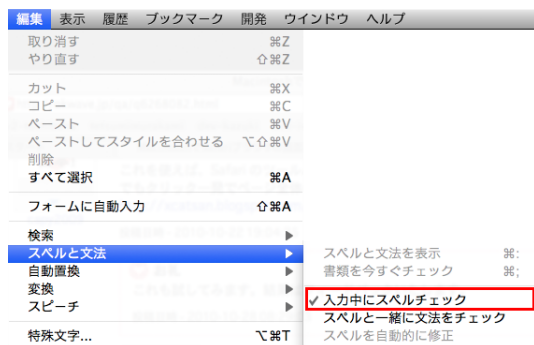 編集 表示 履歴 ブックマーク 開発 ウインドウ ヘルプ
取り消す ⌘Z
やり直す ⇧⌘Z
カット ⌘X
コピー ⌘C
ペースト ⌘V
ペーストしてスタイルを合わせる ⌥⇧⌘V
削除
すべて選択 ⌘A
フォームに自動入力 ⇧⌘A
検索 ▶
スペルと文法 ▶
自動置換 ▶
変換 ▶
スピーチ ▶
特殊文字... ⌥⌘T
スペルと文法を表示 ⌘:
書類を今すぐチェック ⌘;
✓入力中にスペルチェック
スペルと一緒に文法をチェック
スペルを自動的に修正